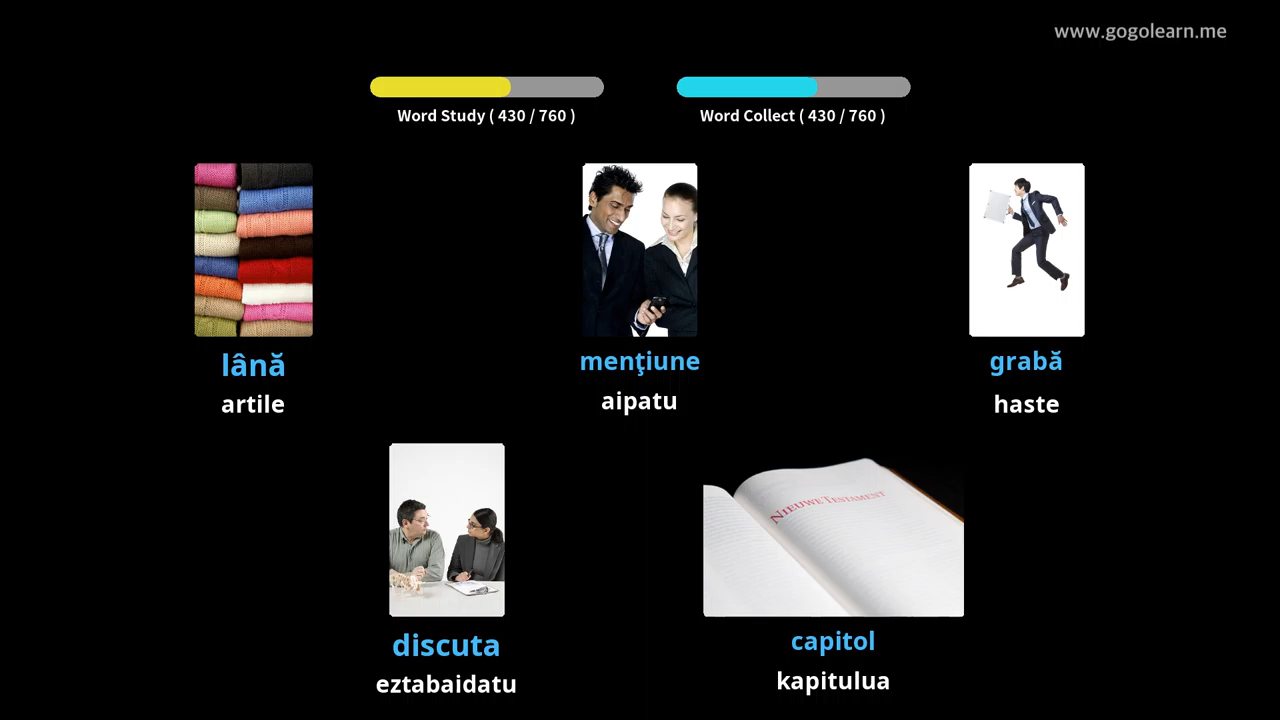 www.gogolearn.me
Word Study ( 430 / 760 )
Word Collect ( 430 / 760 )
lână
artile
menţiune
aipatu
grabă
haste
NIEUWE TESTAMENT
discuta
eztabaidatu
capitol
kapitulua